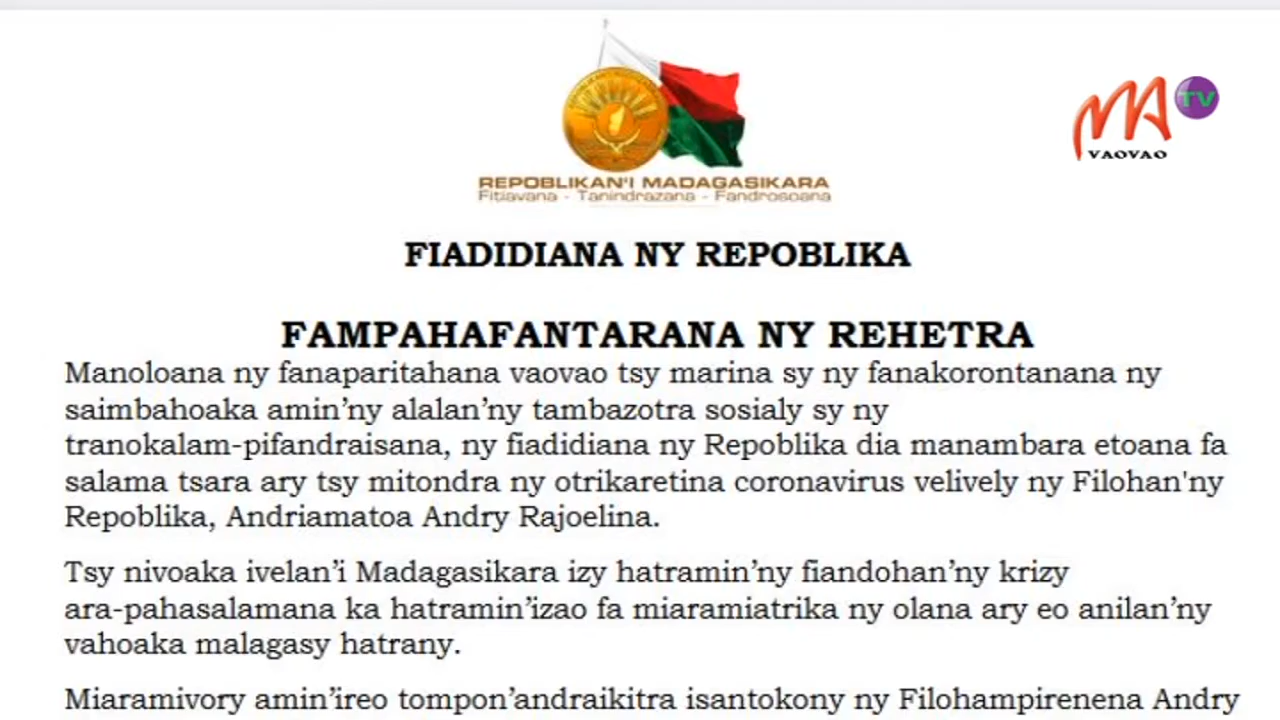 MA TV
VAOVAO
REPOBLIKAN'I MADAGASIKARA
Fitiavana - Tanindrazana - Fandrosoana
FIADIDIANA NY REPOBLIKA
FAMPAHAFANTARANA NY REHETRA
Manoloana ny fanaparitahana vaovao tsy marina sy ny fanakorontanana ny
saimbahoaka amin’ny alalan’ny tambazotra sosialy sy ny
tranokalam-pifandraisana, ny fiadidiana ny Repoblika dia manambara etoana fa
salama tsara ary tsy mitondra ny otrikaretina coronavirus velively ny Filohan'ny
Repoblika, Andriamatoa Andry Rajoelina.
Tsy nivoaka ivelan’i Madagasikara izy hatramin’ny fiandohan’ny krizy
ara-pahasalamana ka hatramin’izao fa miaramiatrika ny olana ary eo anilan’ny
vahoaka malagasy hatrany.
Miaramivory amin’ireo tompon’andraikitra isantokony ny Filohampirenena Andry